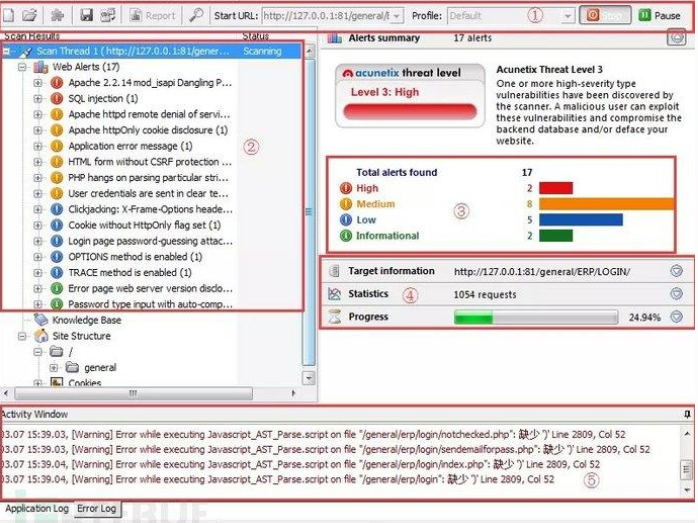 Report
Start URL: http://127.0.0.1:81/general/E
Profile: Default
①
Stop
Pause
Scan Results
Status
Scan Thread 1 ( http://127.0.0.1:81/gener...
Scanning
Web Alerts (17)
Apache 2.2.14 mod_isapi Dangling P...
SQL injection (1)
Apache httpd remote denial of servi...
Apache httpOnly cookie disclosure (1)
Application error message (1)
②
HTML form without CSRF protection ...
PHP hangs on parsing particular stri...
User credentials are sent in clear te...
Clickjacking: X-Frame-Options heade...
Cookie without HttpOnly flag set (1)
Login page password-guessing attac...
OPTIONS method is enabled (1)
TRACE method is enabled (1)
Error page web server version disclo...
Password type input with auto-comp...
Knowledge Base
Site Structure
/
general
Cookies
Alerts summary
17 alerts
acunetix threat level
Level 3: High
Acunetix Threat Level 3
One or more high-severity type
vulnerabilities have been discovered by
the scanner. A malicious user can exploit
these vulnerabilities and compromise the
backend database and/or deface your
website.
Total alerts found 17
High 2
Medium 8
③
Low 5
Informational 2
Target information
http://127.0.0.1:81/general/ERP/LOGIN/
Statistics
④
1054 requests
Progress
24.94%
Activity Window
03.07 15:39.03, [Warning] Error while executing Javascript_AST_Parse.script on file "/general/erp/login/notchecked.php": 缺少 ')' Line 2809, Col 52
03.07 15:39.03, [Warning] Error while executing Javascript_AST_Parse.script on file "/general/erp/login/sendemailforpass.php": 缺少 ')' Line 2809, Col 52
03.07 15:39.04, [Warning] Error while executing Javascript_AST_Parse.script on file "/general/erp/login/index.php": 缺少 ')' Line 2809, Col 52
03.07 15:39.04, [Warning] Error while executing Javascript_AST_Parse.script on file "/general/erp/login": 缺少 ')' Line 2809, Col 52
⑤
Application Log
Error Log